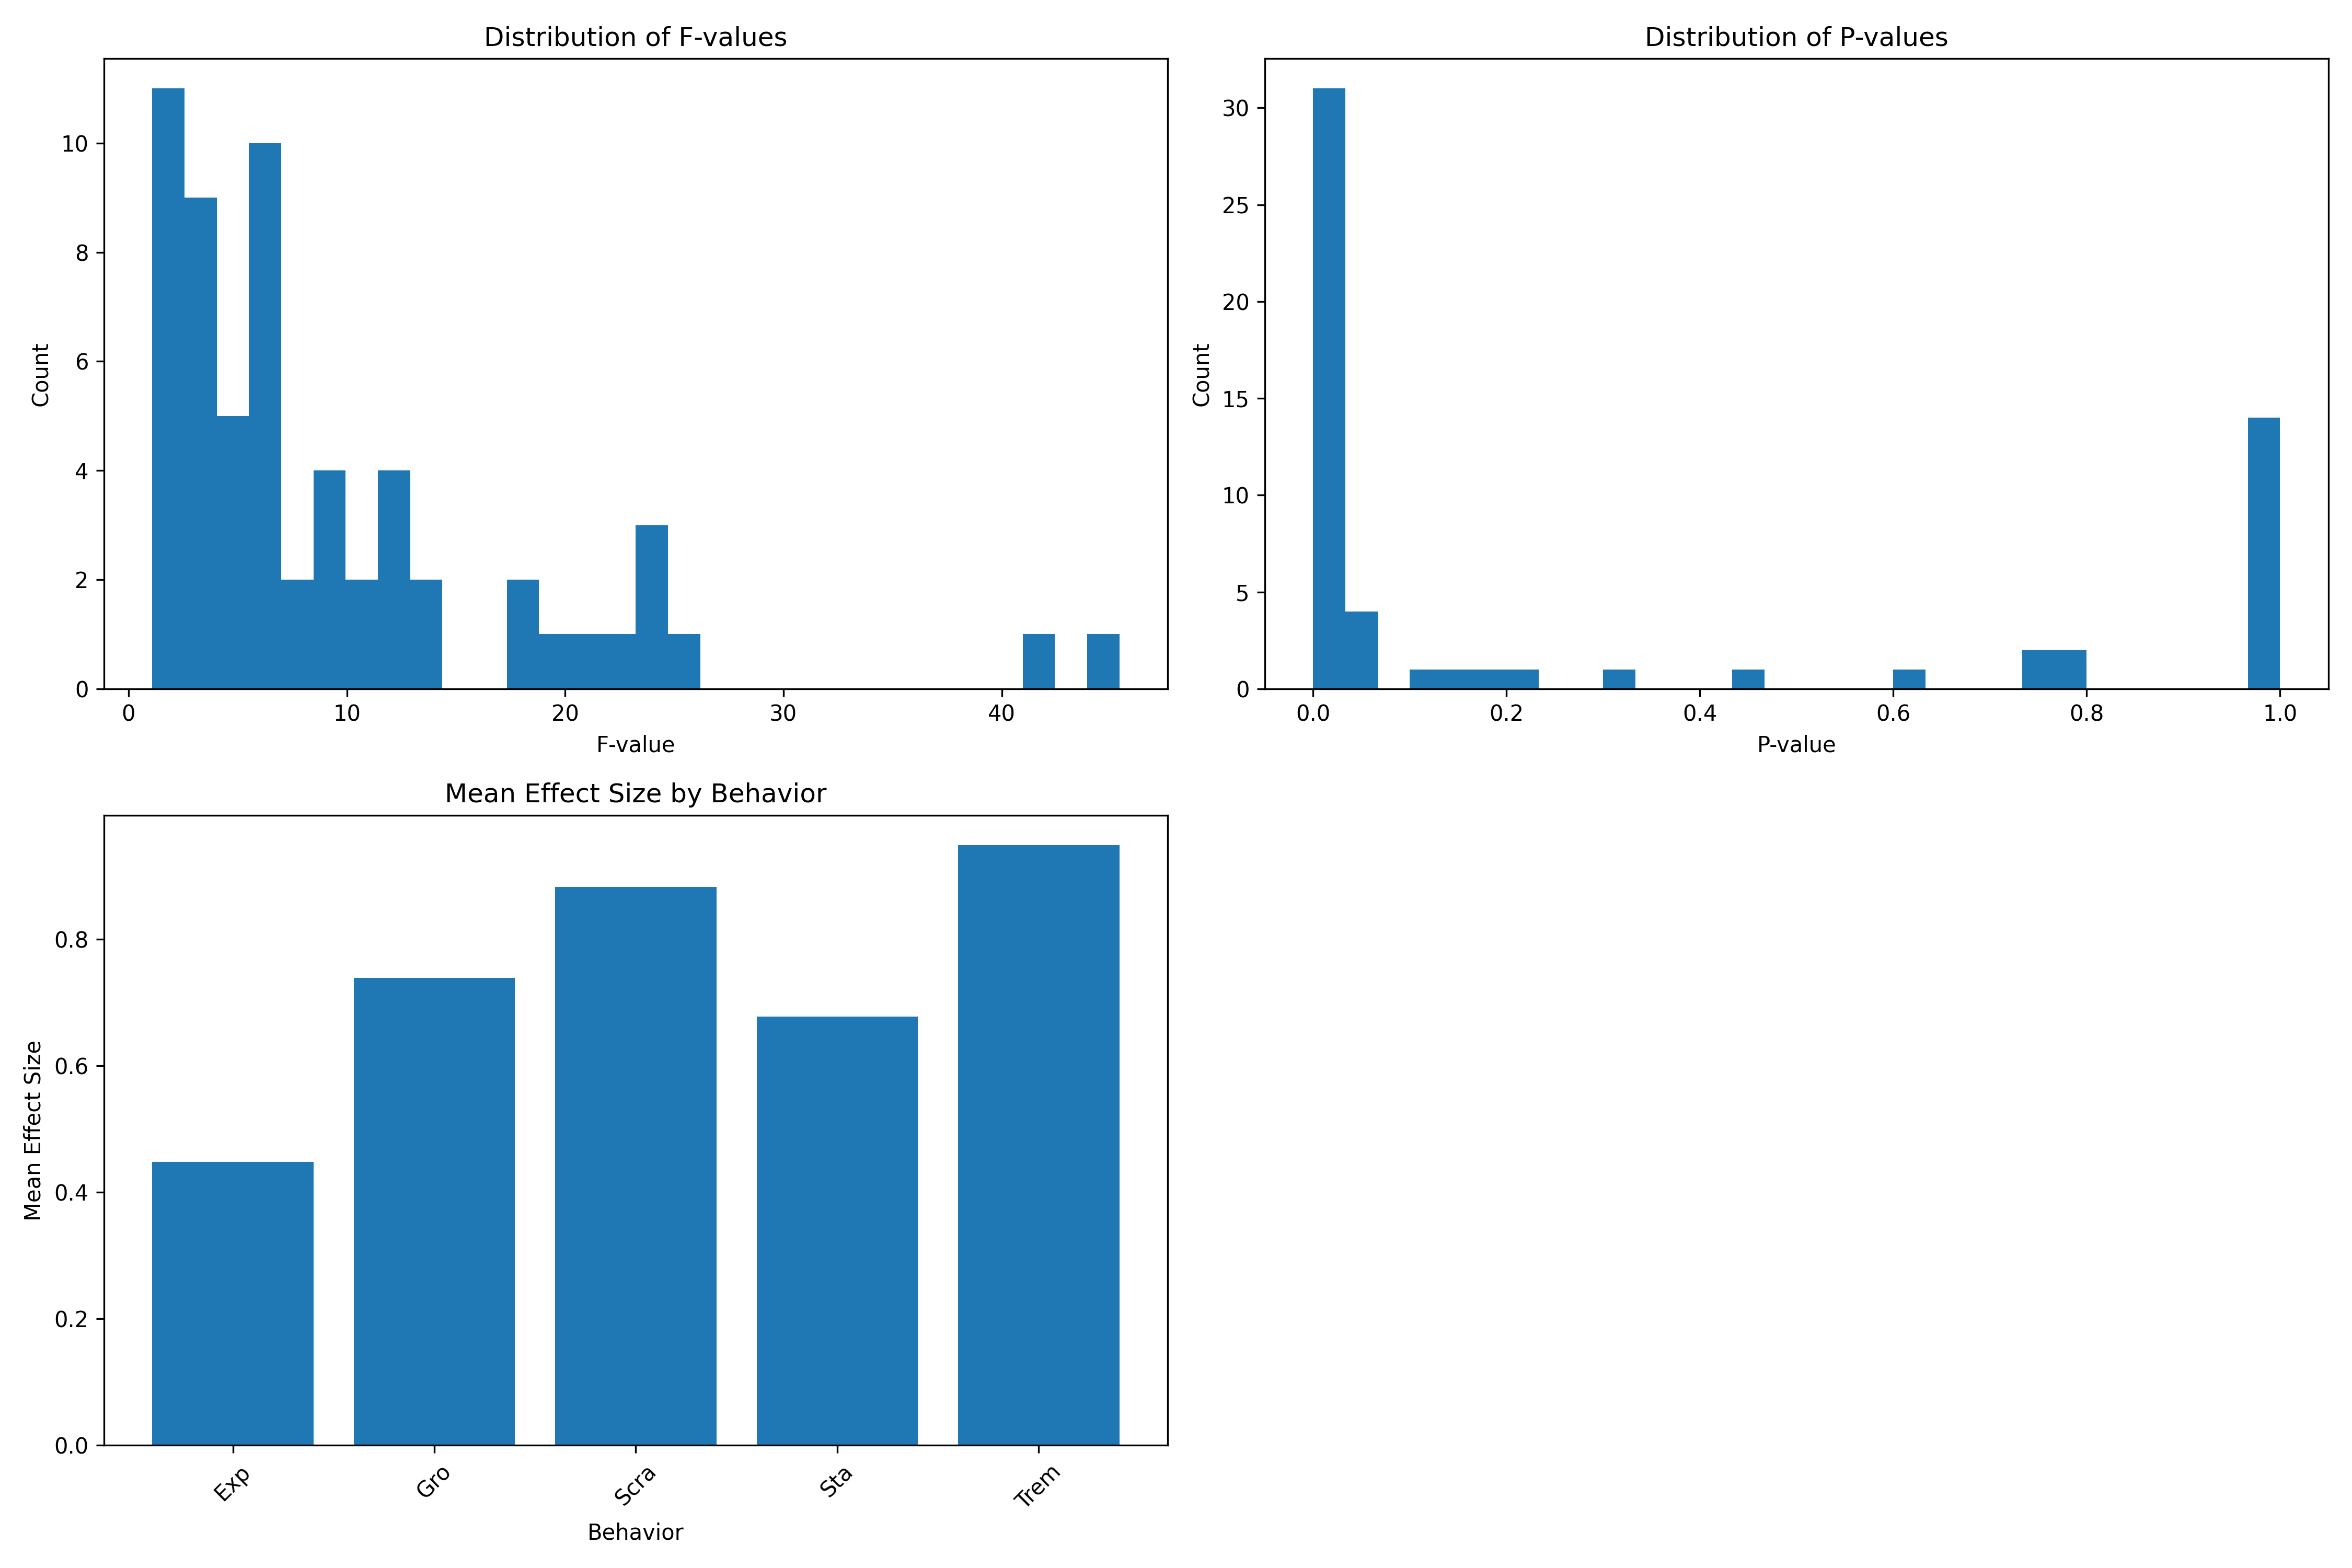 Distribution of F-values
Count
10
8
6
4
2
0
0 10 20 30 40
F-value
Distribution of P-values
Count
30
25
20
15
10
5
0
0.0 0.2 0.4 0.6 0.8 1.0
P-value
Mean Effect Size by Behavior
Mean Effect Size
0.8
0.6
0.4
0.2
0.0
Exp Gro Scra Sta Trem
Behavior